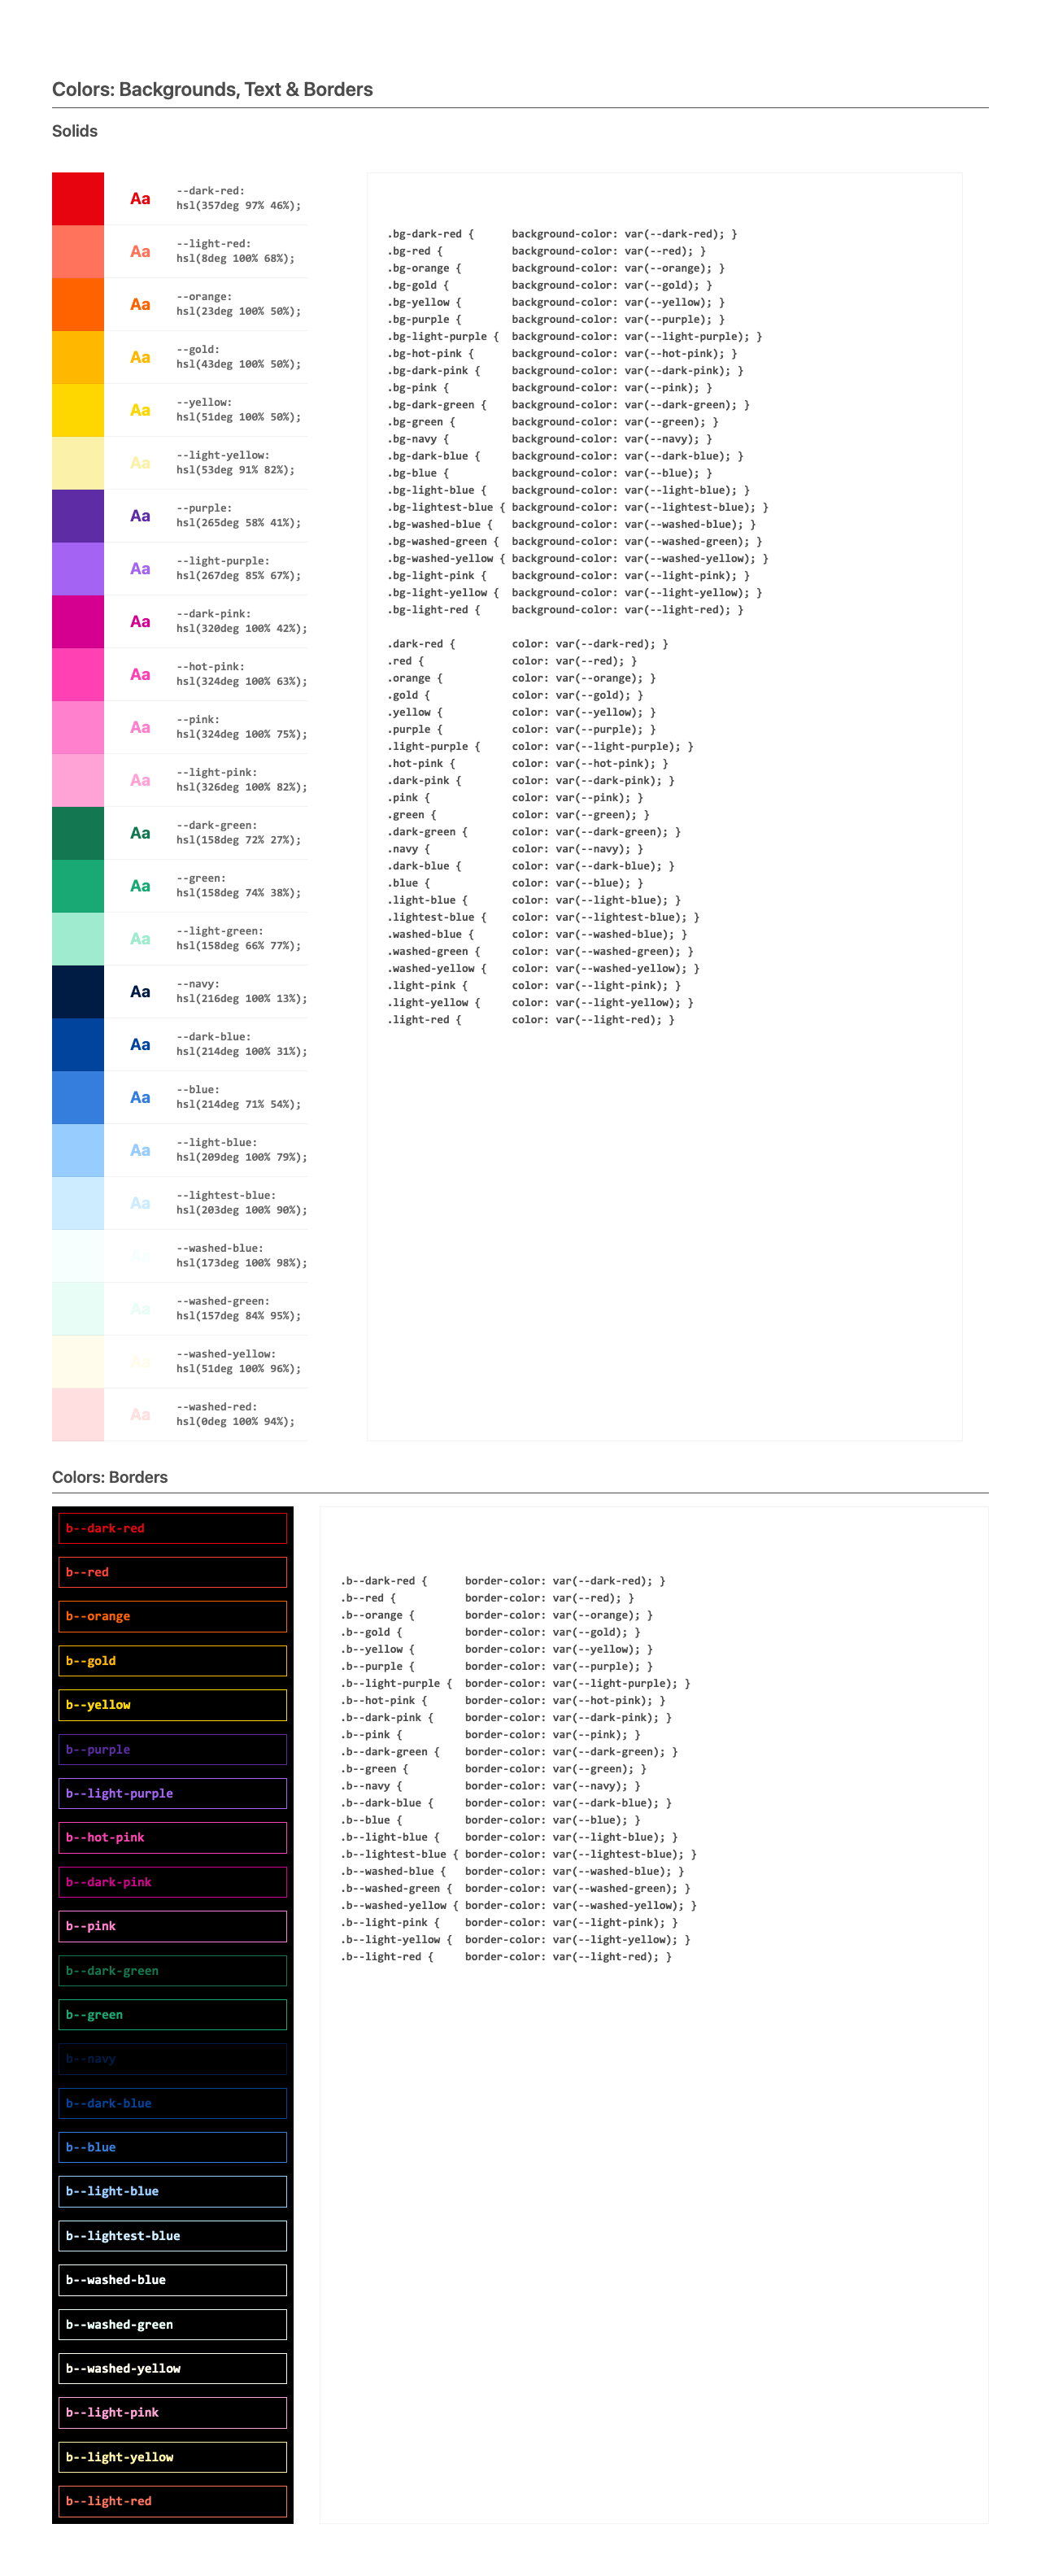 Colors: Backgrounds, Text & Borders
Solids
Aa
--dark-red:
hsl(357deg 97% 46%);
Aa
--light-red:
hsl(8deg 100% 68%);
Aa
--orange:
hsl(23deg 100% 50%);
Aa
--gold:
hsl(43deg 100% 50%);
Aa
--yellow:
hsl(51deg 100% 50%);
Aa
--light-yellow:
hsl(53deg 91% 82%);
Aa
--purple:
hsl(265deg 58% 41%);
Aa
--light-purple:
hsl(267deg 85% 67%);
Aa
--dark-pink:
hsl(320deg 100% 42%);
Aa
--hot-pink:
hsl(324deg 100% 63%);
Aa
--pink:
hsl(324deg 100% 75%);
Aa
--light-pink:
hsl(326deg 100% 82%);
Aa
--dark-green:
hsl(158deg 72% 27%);
Aa
--green:
hsl(158deg 74% 38%);
Aa
--light-green:
hsl(158deg 66% 77%);
Aa
--navy:
hsl(216deg 100% 13%);
Aa
--dark-blue:
hsl(214deg 100% 31%);
Aa
--blue:
hsl(214deg 71% 54%);
Aa
--light-blue:
hsl(209deg 100% 79%);
Aa
--lightest-blue:
hsl(203deg 100% 90%);
Aa
--washed-blue:
hsl(173deg 100% 98%);
Aa
--washed-green:
hsl(157deg 84% 95%);
Aa
--washed-yellow:
hsl(51deg 100% 96%);
Aa
--washed-red:
hsl(0deg 100% 94%);
.bg-dark-red { background-color: var(--dark-red); }
.bg-red { background-color: var(--red); }
.bg-orange { background-color: var(--orange); }
.bg-gold { background-color: var(--gold); }
.bg-yellow { background-color: var(--yellow); }
.bg-purple { background-color: var(--purple); }
.bg-light-purple { background-color: var(--light-purple); }
.bg-hot-pink { background-color: var(--hot-pink); }
.bg-dark-pink { background-color: var(--dark-pink); }
.bg-pink { background-color: var(--pink); }
.bg-dark-green { background-color: var(--dark-green); }
.bg-green { background-color: var(--green); }
.bg-navy { background-color: var(--navy); }
.bg-dark-blue { background-color: var(--dark-blue); }
.bg-blue { background-color: var(--blue); }
.bg-light-blue { background-color: var(--light-blue); }
.bg-lightest-blue { background-color: var(--lightest-blue); }
.bg-washed-blue { background-color: var(--washed-blue); }
.bg-washed-green { background-color: var(--washed-green); }
.bg-washed-yellow { background-color: var(--washed-yellow); }
.bg-light-pink { background-color: var(--light-pink); }
.bg-light-yellow { background-color: var(--light-yellow); }
.bg-light-red { background-color: var(--light-red); }
.dark-red { color: var(--dark-red); }
.red { color: var(--red); }
.orange { color: var(--orange); }
.gold { color: var(--gold); }
.yellow { color: var(--yellow); }
.purple { color: var(--purple); }
.light-purple { color: var(--light-purple); }
.hot-pink { color: var(--hot-pink); }
.dark-pink { color: var(--dark-pink); }
.pink { color: var(--pink); }
.green { color: var(--green); }
.dark-green { color: var(--dark-green); }
.navy { color: var(--navy); }
.dark-blue { color: var(--dark-blue); }
.blue { color: var(--blue); }
.light-blue { color: var(--light-blue); }
.lightest-blue { color: var(--lightest-blue); }
.washed-blue { color: var(--washed-blue); }
.washed-green { color: var(--washed-green); }
.washed-yellow { color: var(--washed-yellow); }
.light-pink { color: var(--light-pink); }
.light-yellow { color: var(--light-yellow); }
.light-red { color: var(--light-red); }
Colors: Borders
b--dark-red
b--red
b--orange
b--gold
b--yellow
b--purple
b--light-purple
b--hot-pink
b--dark-pink
b--pink
b--dark-green
b--green
b--navy
b--dark-blue
b--blue
b--light-blue
b--lightest-blue
b--washed-blue
b--washed-green
b--washed-yellow
b--light-pink
b--light-yellow
b--light-red
.b--dark-red { border-color: var(--dark-red); }
.b--red { border-color: var(--red); }
.b--orange { border-color: var(--orange); }
.b--gold { border-color: var(--gold); }
.b--yellow { border-color: var(--yellow); }
.b--purple { border-color: var(--purple); }
.b--light-purple { border-color: var(--light-purple); }
.b--hot-pink { border-color: var(--hot-pink); }
.b--dark-pink { border-color: var(--dark-pink); }
.b--pink { border-color: var(--pink); }
.b--dark-green { border-color: var(--dark-green); }
.b--green { border-color: var(--green); }
.b--navy { border-color: var(--navy); }
.b--dark-blue { border-color: var(--dark-blue); }
.b--blue { border-color: var(--blue); }
.b--light-blue { border-color: var(--light-blue); }
.b--lightest-blue { border-color: var(--lightest-blue); }
.b--washed-blue { border-color: var(--washed-blue); }
.b--washed-green { border-color: var(--washed-green); }
.b--washed-yellow { border-color: var(--washed-yellow); }
.b--light-pink { border-color: var(--light-pink); }
.b--light-yellow { border-color: var(--light-yellow); }
.b--light-red { border-color: var(--light-red); }